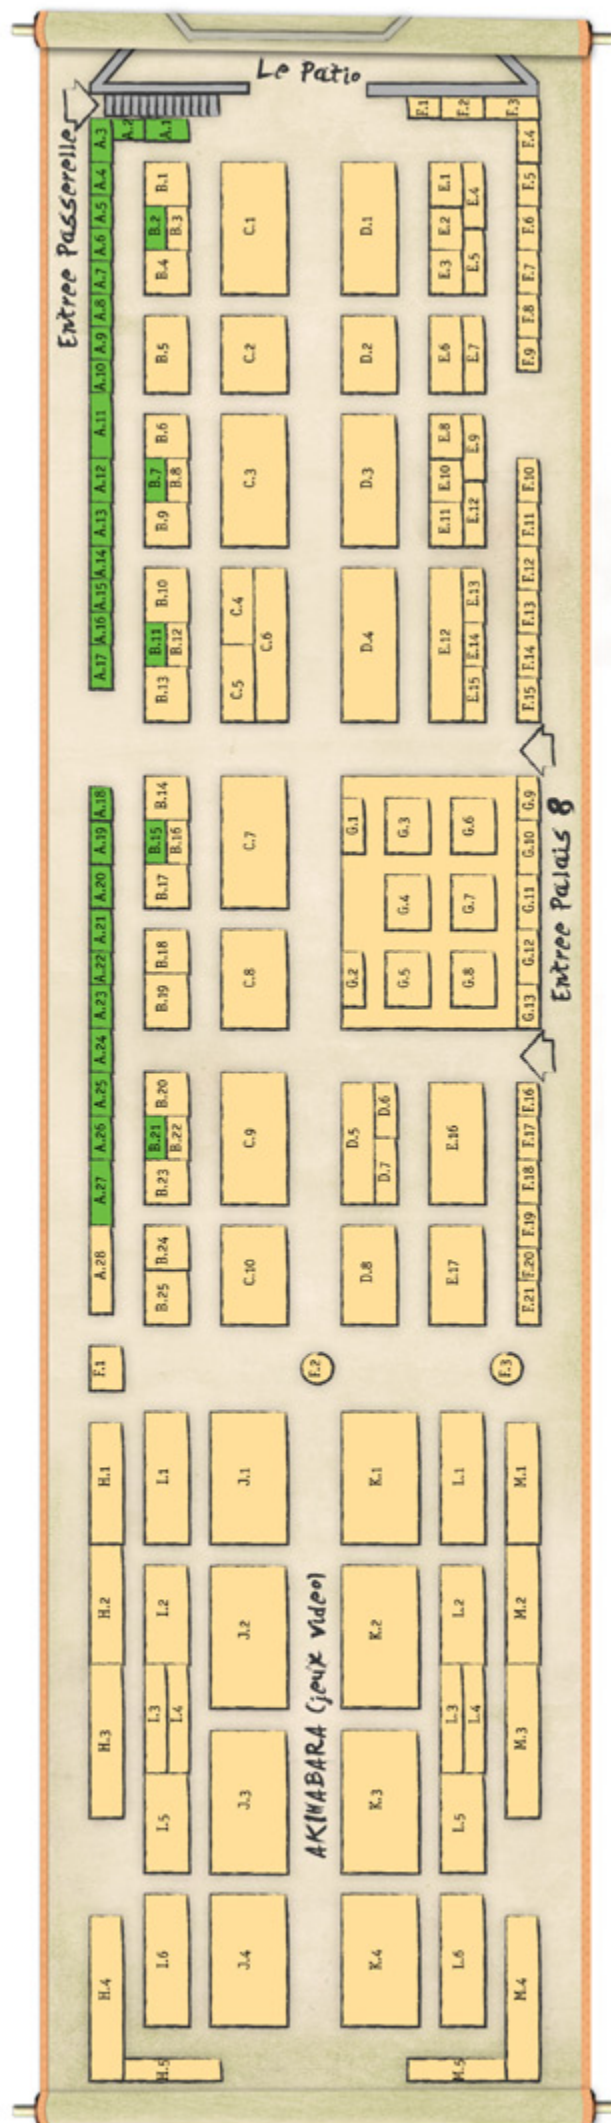 Le Patio
Entree Passerelle
A.1
A.2
A.3
A.4
A.5
A.6
A.7
A.8
A.9
A.10
A.11
A.12
A.13
A.14
A.15
A.16
A.17
A.18
A.19
A.20
A.21
A.22
A.23
A.24
A.25
A.26
A.27
A.28
B.1
B.2
B.3
B.4
B.5
B.6
B.7
B.8
B.9
B.10
B.11
B.12
B.13
B.14
B.15
B.16
B.17
B.18
B.19
B.20
B.21
B.22
B.23
B.24
B.25
C.1
C.2
C.3
C.4
C.5
C.6
C.7
C.8
C.9
C.10
D.1
D.2
D.3
D.4
D.5
D.6
D.7
D.8
E.1
E.2
E.3
E.4
E.5
E.6
E.7
E.8
E.9
E.10
E.11
E.12
E.12
E.13
E.14
E.15
E.16
E.17
F.1
F.2
F.3
F.4
F.5
F.6
F.7
F.8
F.9
F.10
F.11
F.12
F.13
F.14
F.15
F.16
F.17
F.18
F.19
F.20
F.21
G.1
G.2
G.3
G.4
G.5
G.6
G.7
G.8
G.9
G.10
G.11
G.12
G.13
Entree Palais 8
F.1
F.2
F.3
AKIHABARA (jeux video)
H.1
H.2
H.3
H.4
H.5
I.1
I.2
I.3
I.4
I.5
I.6
J.1
J.2
J.3
J.4
K.1
K.2
K.3
K.4
L.1
L.2
L.3
L.4
L.5
L.6
M.1
M.2
M.3
M.4
M.5